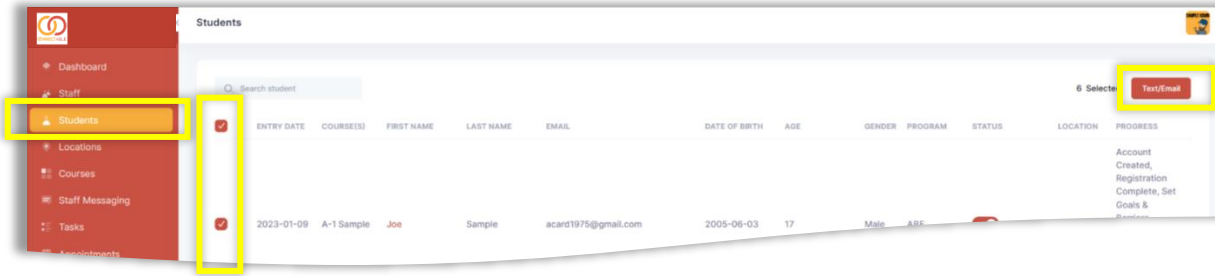 Students
Dashboard
Staff
Students
Locations
Courses
Staff Messaging
Tasks
Appointments
Search student
6 Selected
Text/Email
ENTRY DATE COURSE(S) FIRST NAME LAST NAME EMAIL DATE OF BIRTH AGE GENDER PROGRAM STATUS LOCATION PROGRESS
Account
Created,
Registration
Complete, Set
Goals &
Barriers
2023-01-09 A-1 Sample Joe Sample acard1975@gmail.com 2005-06-03 17 Male ABE